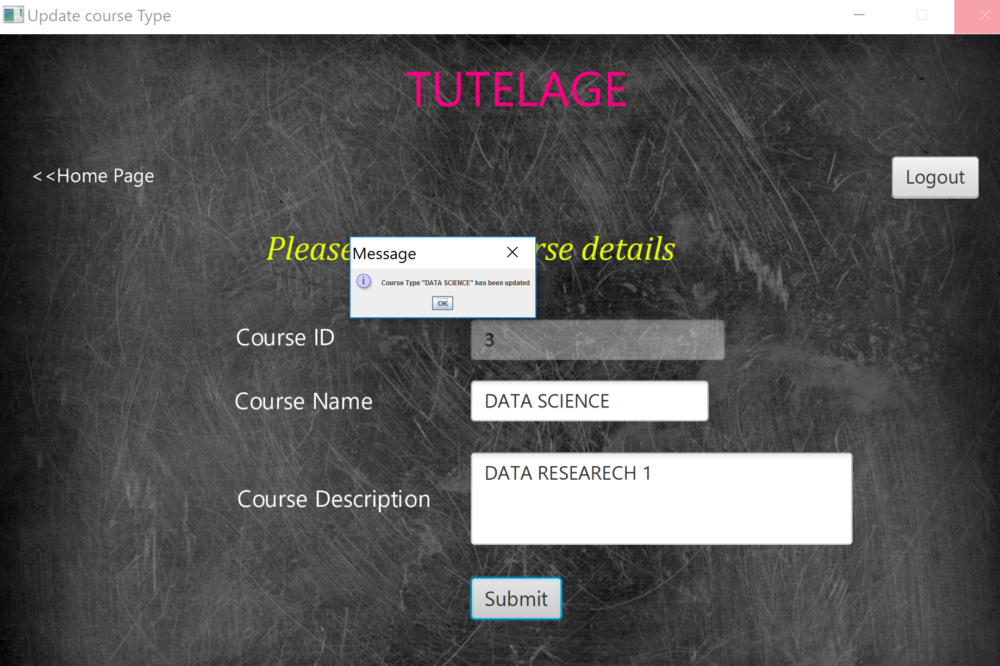 Update course Type
TUTELAGE
<<Home Page
Logout
Please rse details
Message
Course Type "DATA SCIENCE" has been updated
OK
Course ID
3
Course Name
DATA SCIENCE
Course Description
DATA RESEARECH 1
Submit